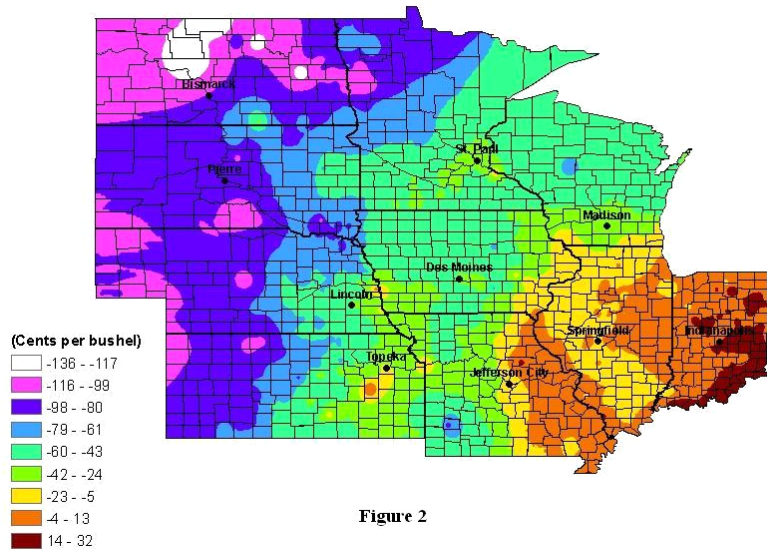 Bismarck
St. Paul
Pierre
Madison
Des Moines
Lincoln
(Cents per bushel)
Springfield
Indianapolis
-136 - -117
Topeka
-116 - -99
Jefferson City
-98 - -80
-79 - -61
-60 - -43
-42 - -24
-23 - -5
-4 - 13
14 - 32
Figure 2